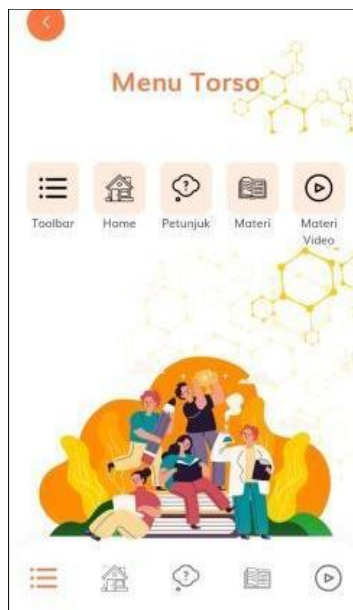 Menu Torso
Toolbar
Home
Petunjuk
Materi
Materi
Video